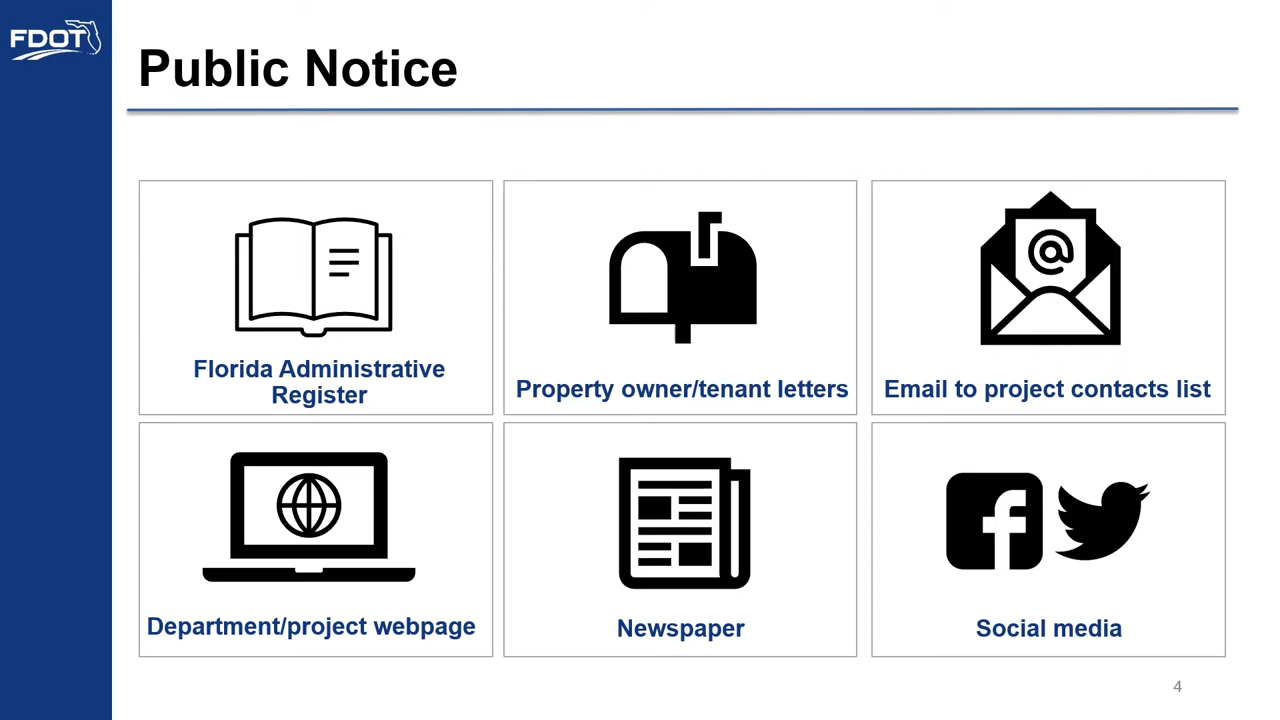 FDOT
Public Notice
Florida Administrative
Register
Property owner/tenant letters
Email to project contacts list
Department/project webpage
Newspaper
Social media
4